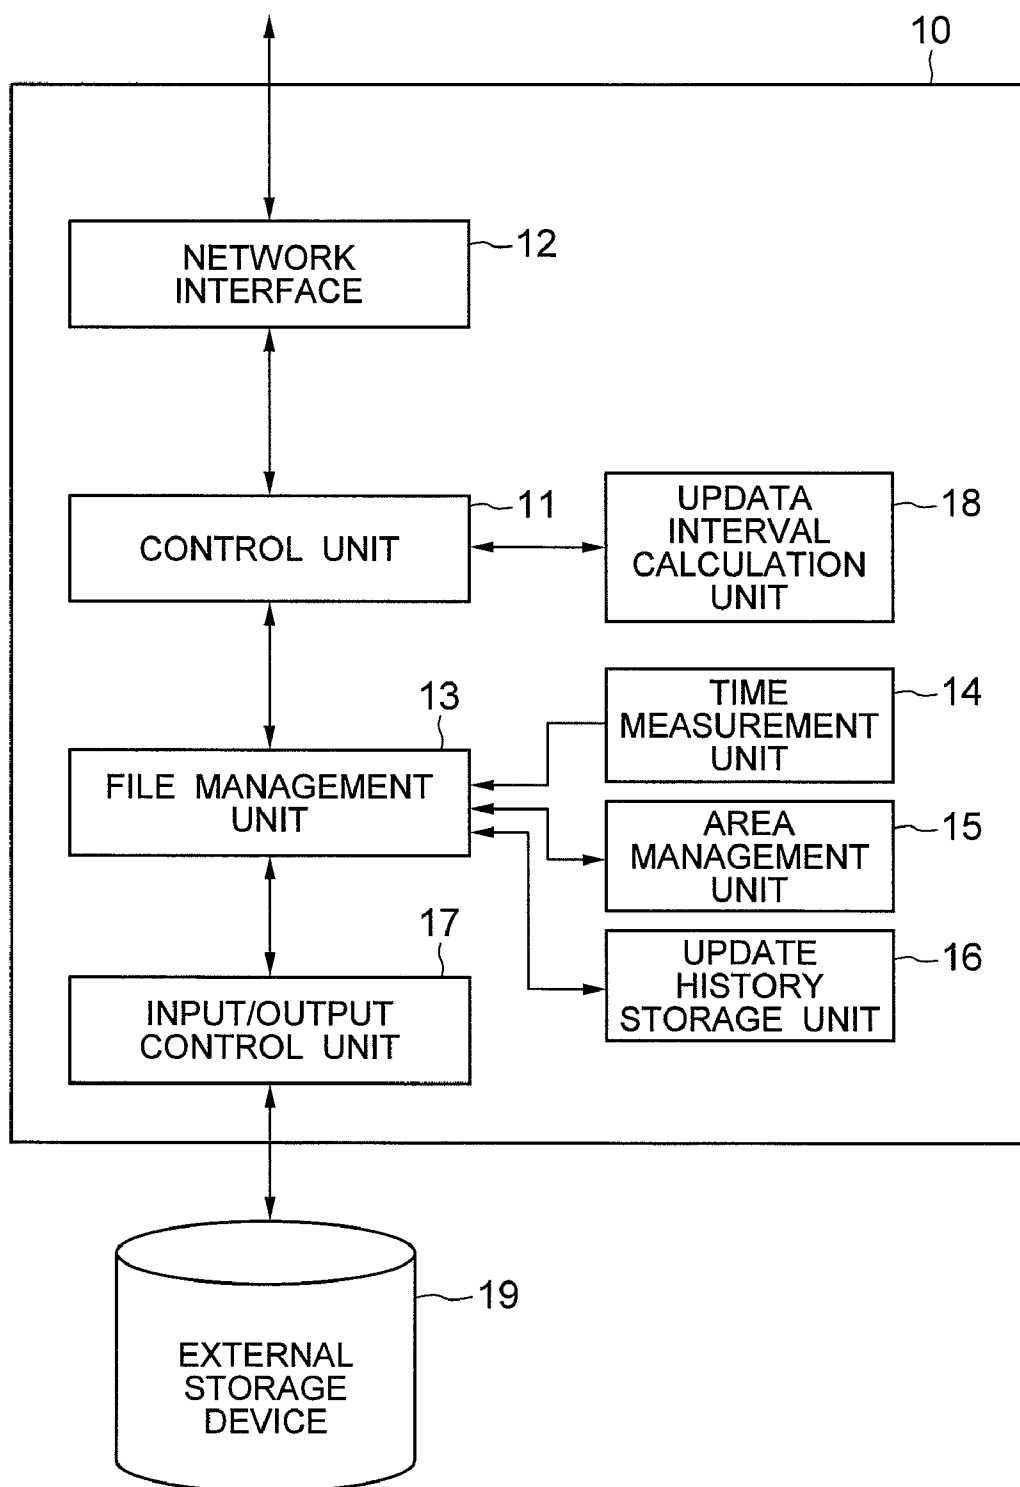 10
NETWORK
INTERFACE
12
CONTROL UNIT
11
UPDATA
INTERVAL
CALCULATION
UNIT
18
FILE MANAGEMENT
UNIT
13
TIME
MEASUREMENT
UNIT
14
AREA
MANAGEMENT
UNIT
15
UPDATE
HISTORY
STORAGE UNIT
16
INPUT/OUTPUT
CONTROL UNIT
17
EXTERNAL
STORAGE
DEVICE
19